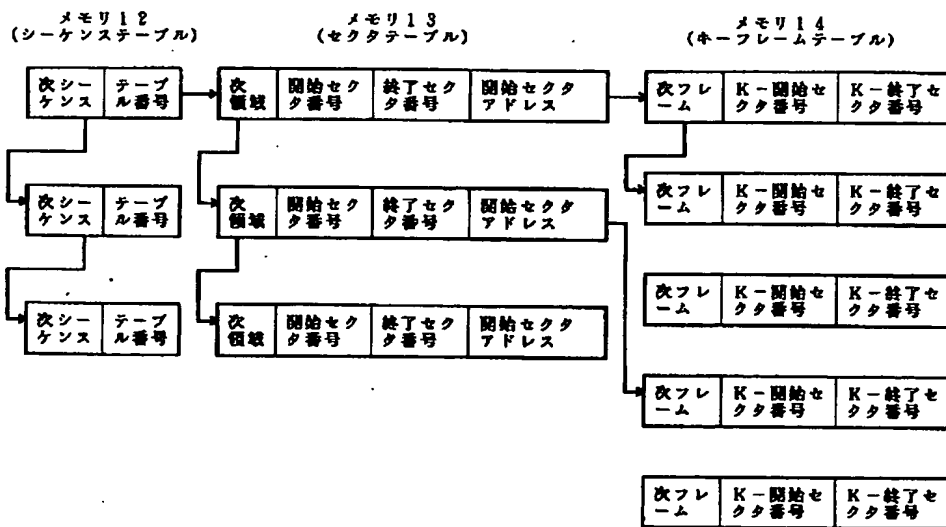 メモリ12
(シーケンステーブル)
メモリ13
(セクタテーブル)
メモリ14
(キーフレームテーブル)
次シー
ケンス
テーブ
ル番号
次
領域
開始セク
タ番号
終了セク
タ番号
開始セクタ
アドレス
次フレ
ーム
K-開始セ
クタ番号
K-終了セ
クタ番号
次シー
ケンス
テーブ
ル番号
次
領域
開始セク
タ番号
終了セク
タ番号
開始セクタ
アドレス
次フレ
ーム
K-開始セ
クタ番号
K-終了セ
クタ番号
次フレ
ーム
K-開始セ
クタ番号
K-終了セ
クタ番号
次シー
ケンス
テーブ
ル番号
次
領域
開始セク
タ番号
終了セク
タ番号
開始セクタ
アドレス
次フレ
ーム
K-開始セ
クタ番号
K-終了セ
クタ番号
次フレ
ーム
K-開始セ
クタ番号
K-終了セ
クタ番号